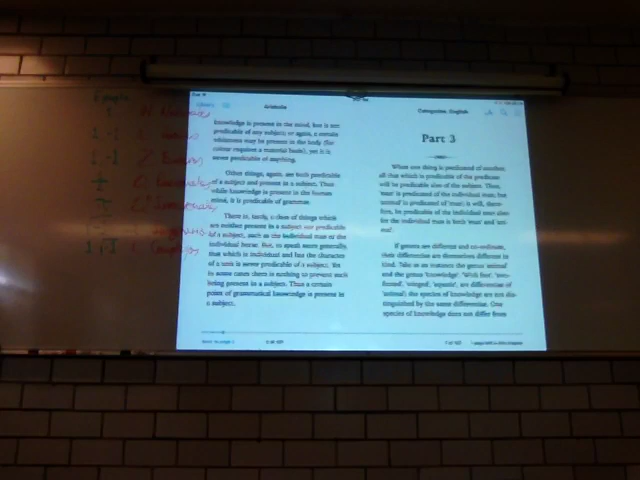 Aristotle
knowledge is present in the mind, but is not
predicable of any subject; or again, a certain
whiteness may be present in the body (for
colour requires a material basis), yet it is
never predicable of anything.
Other things, again, are both predicable
of a subject and present in a subject. Thus
while knowledge is present in the human
mind, it is predicable of grammar.
There is, lastly, a class of things which
are neither present in a subject nor predicable
of a subject, such as the individual man or the
individual horse. But, to speak more generally,
that which is individual and has the character
of a unit is never predicable of a subject. Yet
in some cases there is nothing to prevent such
being present in a subject. Thus a certain
point of grammatical knowledge is present in
a subject.
Categories, English
Part 3
When one thing is predicated of another,
all that which is predicable of the predicate
will be predicable also of the subject. Thus,
'man' is predicated of the individual man; but
'animal' is predicated of 'man'; it will, there-
fore, be predicable of the individual man also:
for the individual man is both 'man' and 'ani-
mal'.
If genera are different and co-ordinate,
their differentiae are themselves different in
kind. Take as an instance the genus 'animal'
and the genus 'knowledge'. 'With feet', 'two-
footed', 'winged', 'aquatic', are differentiae of
'animal'; the species of knowledge are not dis-
tinguished by the same differentiae. One
species of knowledge does not differ from